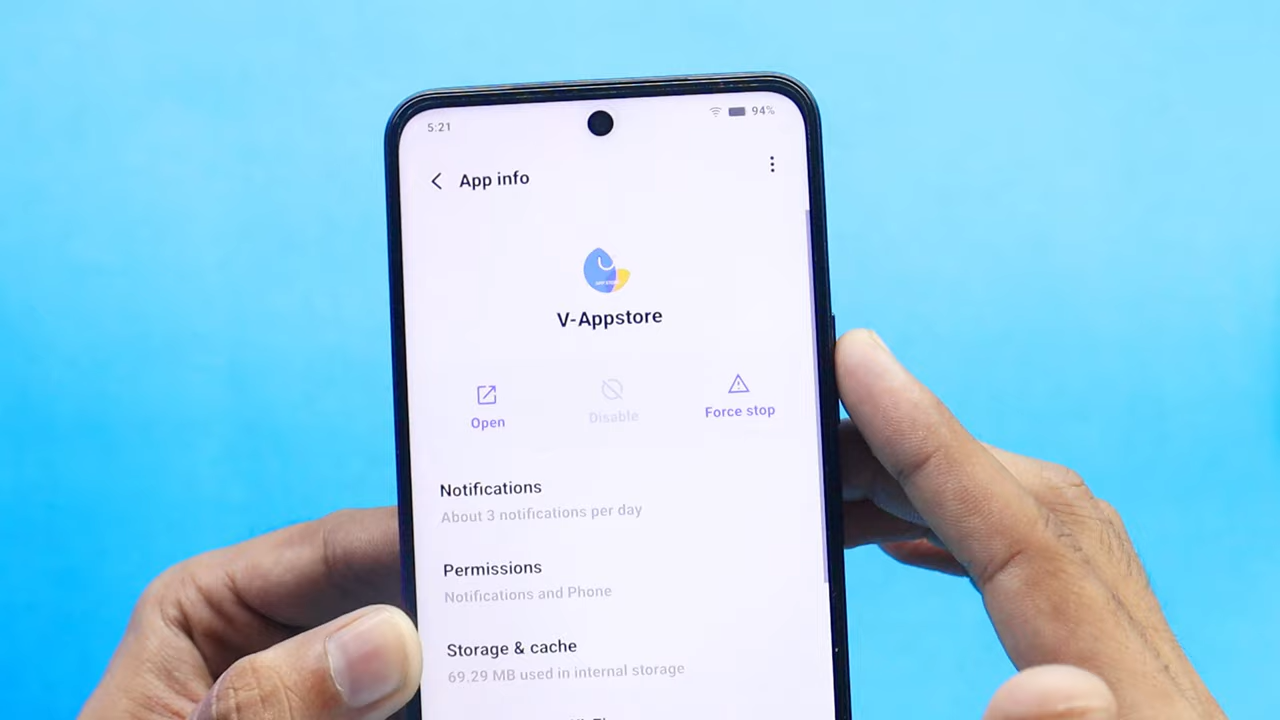 5:21
94%
App info
V-Appstore
Open
Disable
Force stop
Notifications
About 3 notifications per day
Permissions
Notifications and Phone
Storage & cache
69.29 MB used in internal storage